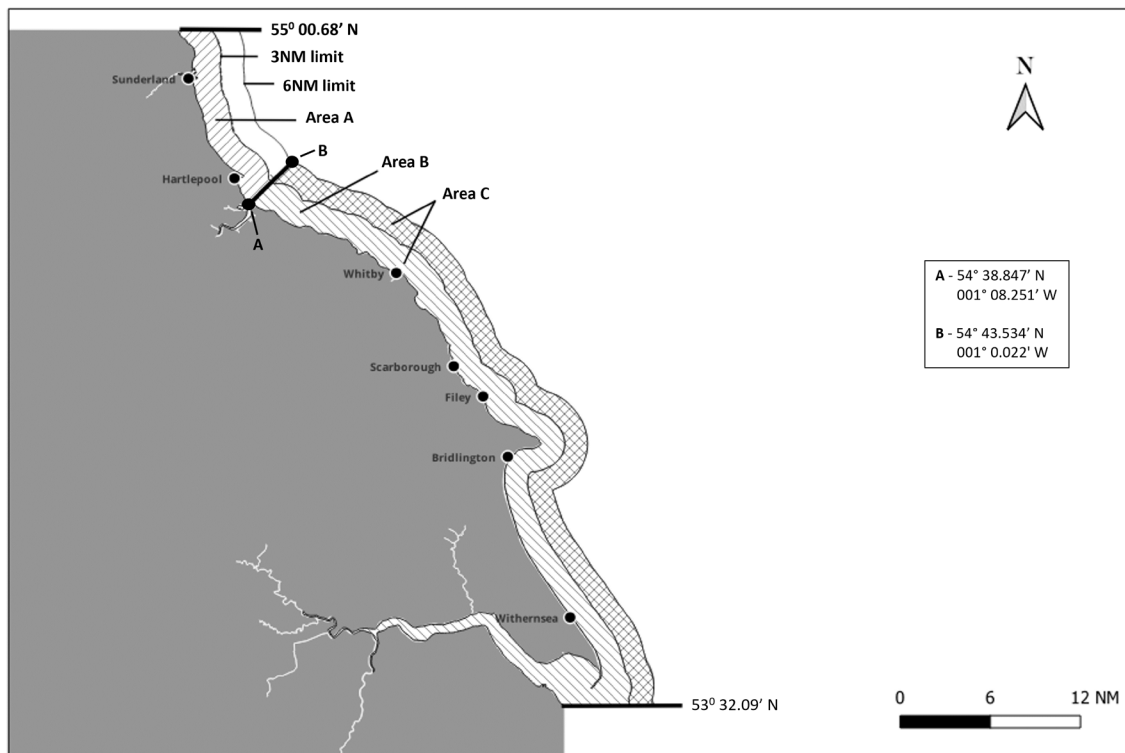 55⁰ 00.68’ N
3NM limit
Sunderland
6NM limit
Area A
N
B
Area B
Hartlepool
Area C
A
Whitby
A - 54° 38.847’ N
001° 08.251’ W
B - 54° 43.534’ N
001° 0.022' W
Scarborough
Filey
Bridlington
Withernsea
53⁰ 32.09’ N
0 6 12 NM